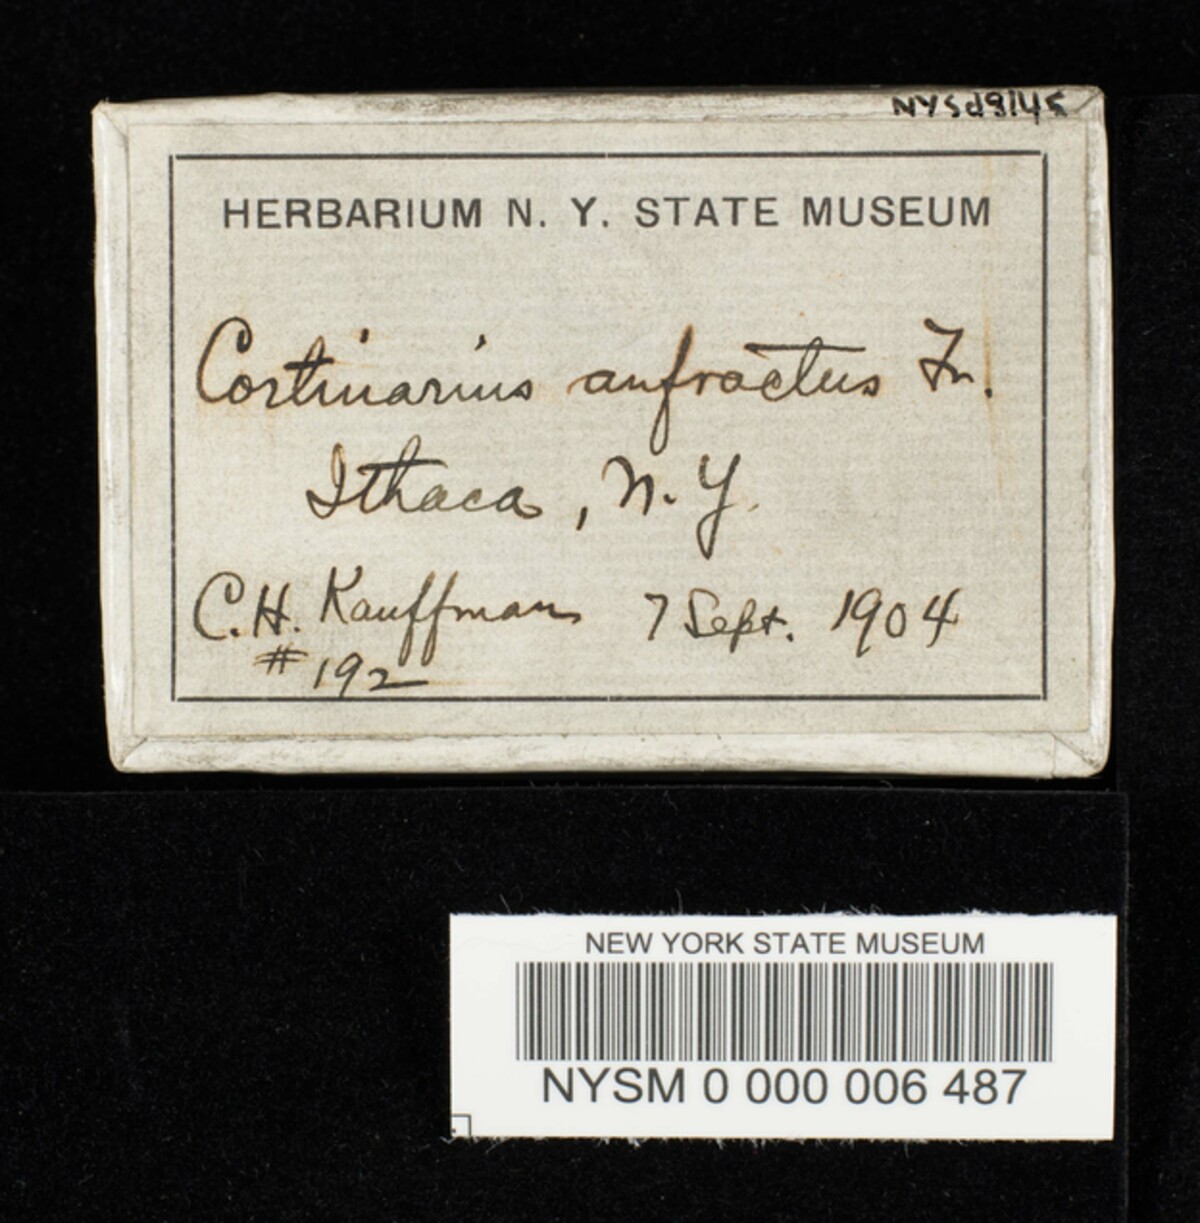 HERBARIUM N. Y. STATE MUSEUM
Cortinarius anfractus Fr.
Ithaca, N. Y.
C. H. Kauffman 7 Sept. 1904
# 192
NEW YORK STATE MUSEUM
NYSM 0 000 006 487